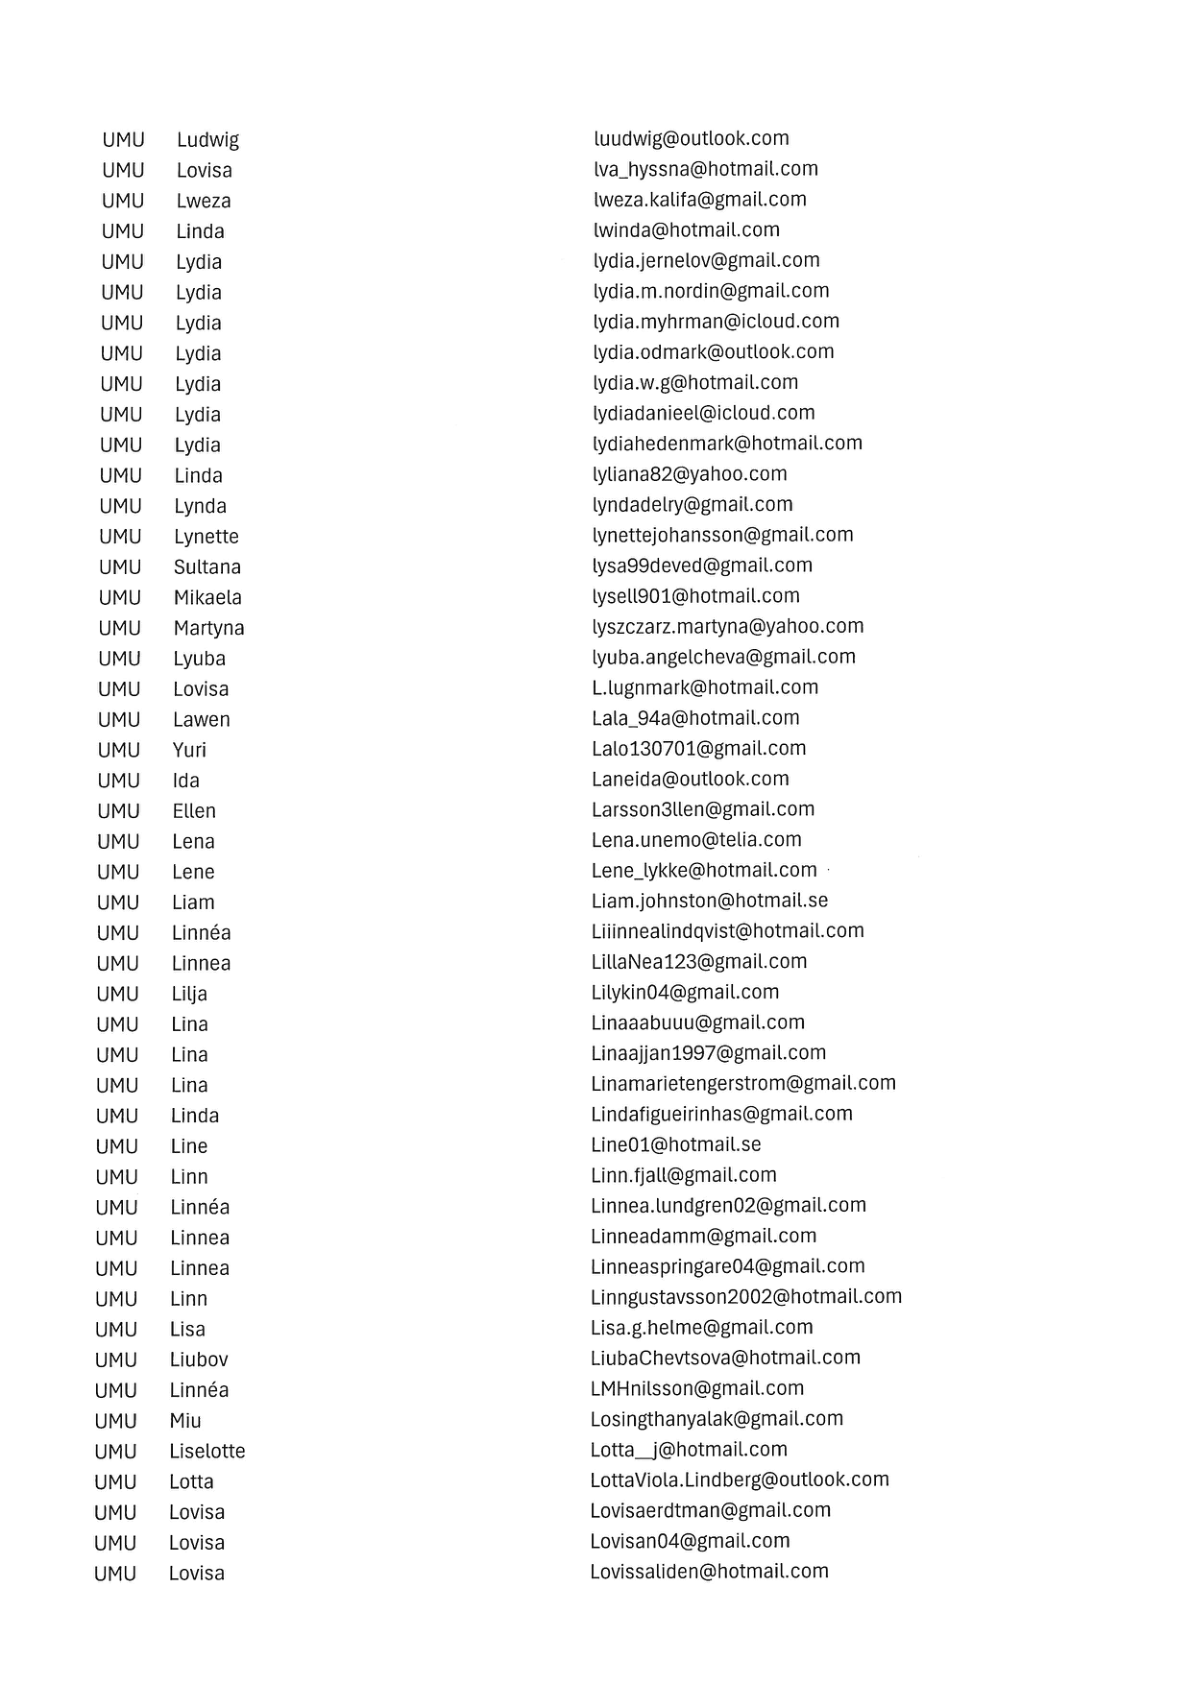 UMU Ludwig luudwig@outlook.com
UMU Lovisa lva_hyssna@hotmail.com
UMU Lweza lweza.kalifa@gmail.com
UMU Linda lwinda@hotmail.com
UMU Lydia lydia.jernelov@gmail.com
UMU Lydia lydia.m.nordin@gmail.com
UMU Lydia lydia.myhrman@icloud.com
UMU Lydia lydia.odmark@outlook.com
UMU Lydia lydia.w.g@hotmail.com
UMU Lydia lydiadanieel@icloud.com
UMU Lydia lydiahedenmark@hotmail.com
UMU Linda lyliana82@yahoo.com
UMU Lynda lyndadelry@gmail.com
UMU Lynette lynettejohansson@gmail.com
UMU Sultana lysa99deved@gmail.com
UMU Mikaela lysell901@hotmail.com
UMU Martyna lyszczarz.martyna@yahoo.com
UMU Lyuba lyuba.angelcheva@gmail.com
UMU Lovisa L.lugnmark@hotmail.com
UMU Lawen Lala_94a@hotmail.com
UMU Yuri Lalo130701@gmail.com
UMU Ida Laneida@outlook.com
UMU Ellen Larsson3llen@gmail.com
UMU Lena Lena.unemo@telia.com
UMU Lene Lene_lykke@hotmail.com
UMU Liam Liam.johnston@hotmail.se
UMU Linnéa Liiinnealindqvist@hotmail.com
UMU Linnea LillaNea123@gmail.com
UMU Lilja Lilykin04@gmail.com
UMU Lina Linaaabuuu@gmail.com
UMU Lina Linaajjan1997@gmail.com
UMU Lina Linamarietengerstrom@gmail.com
UMU Linda Lindafigueirinhas@gmail.com
UMU Line Line01@hotmail.se
UMU Linn Linn.fjall@gmail.com
UMU Linnéa Linnea.lundgren02@gmail.com
UMU Linnea Linneadamm@gmail.com
UMU Linnea Linneaspringare04@gmail.com
UMU Linn Linngustavsson2002@hotmail.com
UMU Lisa Lisa.g.helme@gmail.com
UMU Liubov LiubaChevtsova@hotmail.com
UMU Linnéa LMHnilsson@gmail.com
UMU Miu Losingthanyalak@gmail.com
UMU Liselotte Lotta__j@hotmail.com
UMU Lotta LottaViola.Lindberg@outlook.com
UMU Lovisa Lovisaerdtman@gmail.com
UMU Lovisa Lovisan04@gmail.com
UMU Lovisa Lovissaliden@hotmail.com